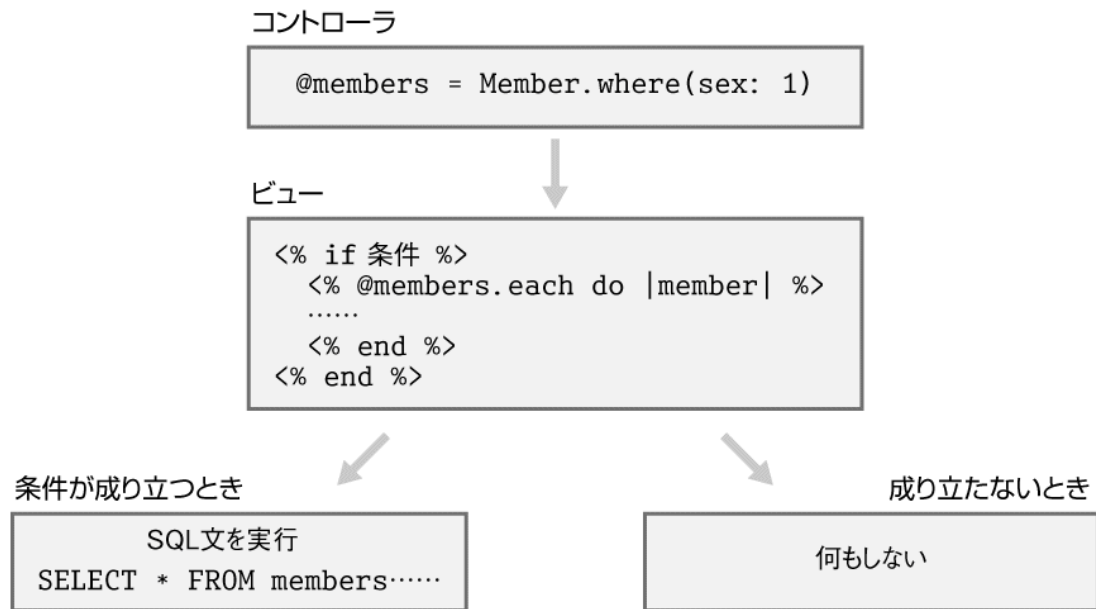 コントローラ
@members = Member.where(sex: 1)
ビュー
<% if 条件 %>
<% @members.each do |member| %>
……
<% end %>
<% end %>
条件が成り立つとき
成り立たないとき
SQL文を実行
SELECT * FROM members……
何もしない